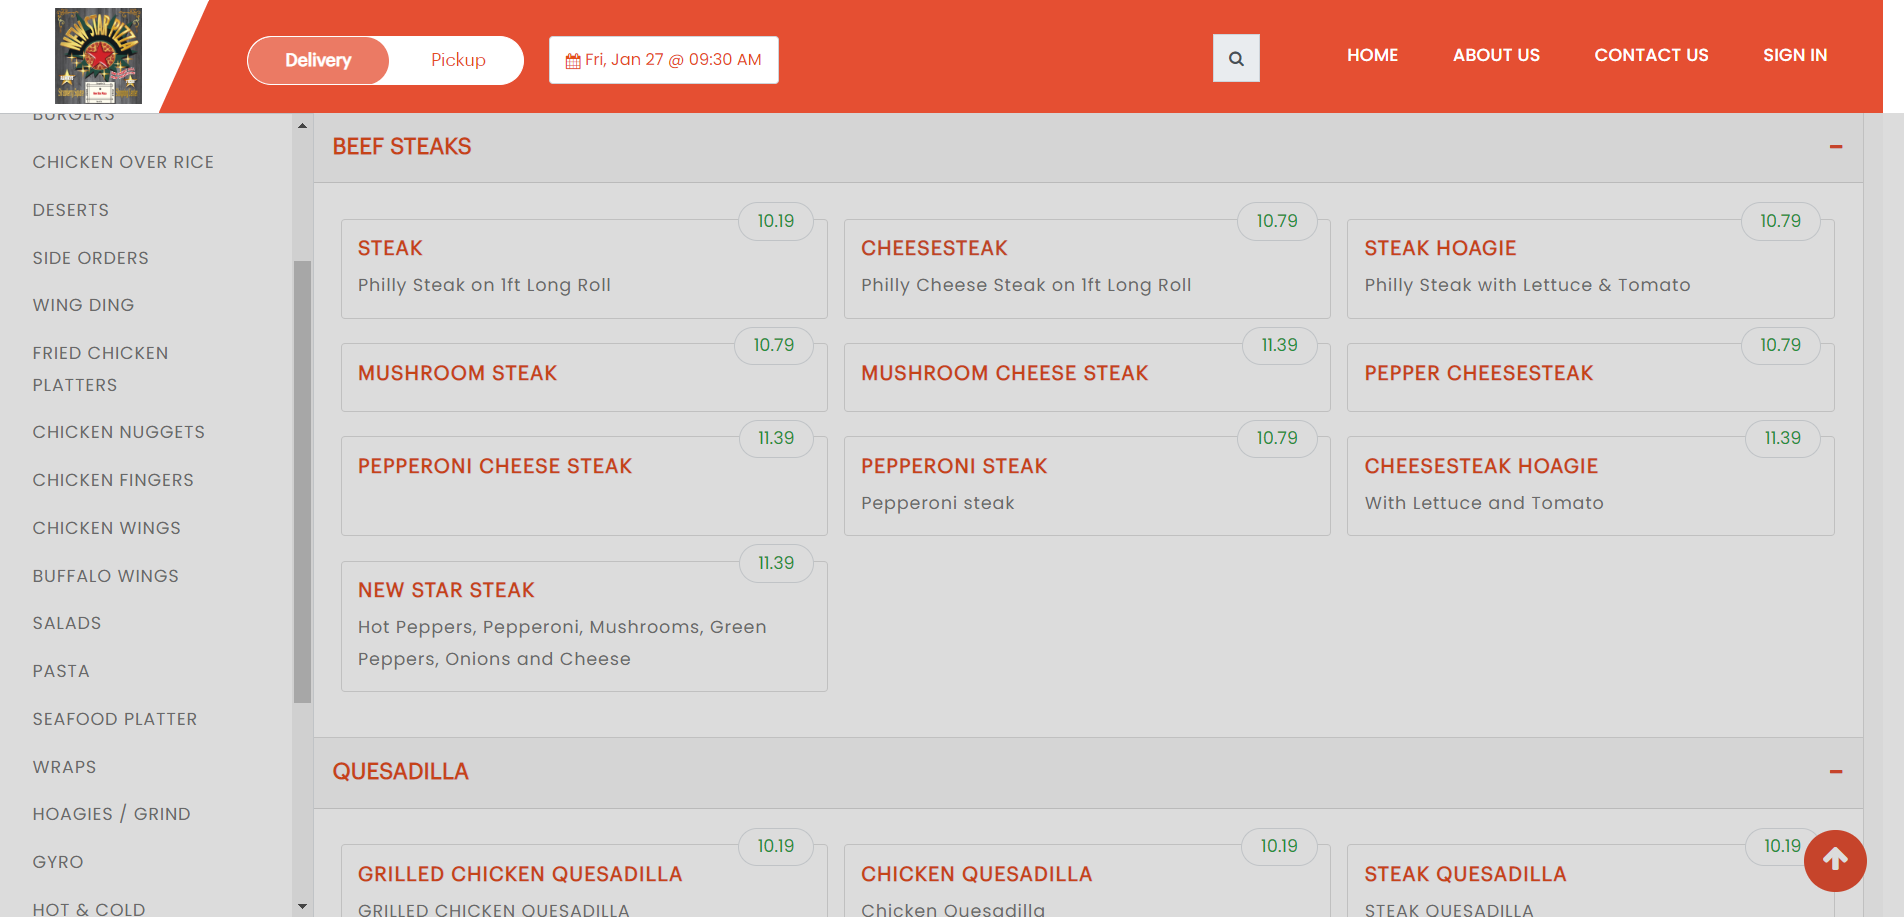 NEW STAR PIZZA
Delivery
Pickup
Fri, Jan 27 @ 09:30 AM
HOME
ABOUT US
CONTACT US
SIGN IN
BURGERS
CHICKEN OVER RICE
DESERTS
SIDE ORDERS
WING DING
FRIED CHICKEN
PLATTERS
CHICKEN NUGGETS
CHICKEN FINGERS
CHICKEN WINGS
BUFFALO WINGS
SALADS
PASTA
SEAFOOD PLATTER
WRAPS
HOAGIES / GRIND
GYRO
HOT & COLD
BEEF STEAKS
10.19
STEAK
Philly Steak on 1ft Long Roll
10.79
CHEESESTEAK
Philly Cheese Steak on 1ft Long Roll
10.79
STEAK HOAGIE
Philly Steak with Lettuce & Tomato
10.79
MUSHROOM STEAK
11.39
MUSHROOM CHEESE STEAK
10.79
PEPPER CHEESESTEAK
11.39
PEPPERONI CHEESE STEAK
10.79
PEPPERONI STEAK
Pepperoni steak
11.39
CHEESESTEAK HOAGIE
With Lettuce and Tomato
11.39
NEW STAR STEAK
Hot Peppers, Pepperoni, Mushrooms, Green
Peppers, Onions and Cheese
QUESADILLA
10.19
GRILLED CHICKEN QUESADILLA
GRILLED CHICKEN QUESADILLA
10.19
CHICKEN QUESADILLA
Chicken Quesadilla
10.19
STEAK QUESADILLA
STEAK QUESADILLA